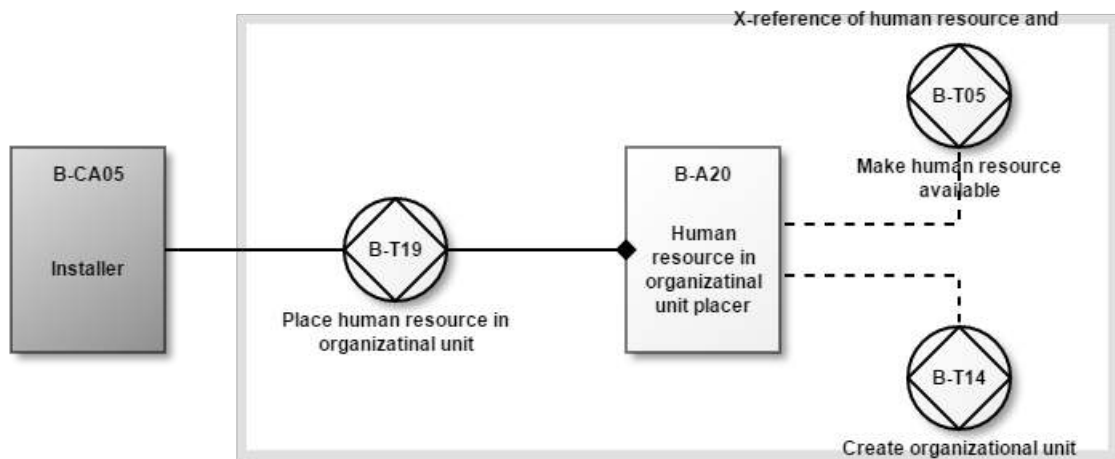 X-reference of human resource and
B-T05
Make human resource
available
B-CA05
Installer
B-T19
Place human resource in
organizatinal unit
B-A20
Human
resource in
organizatinal
unit placer
B-T14
Create organizational unit